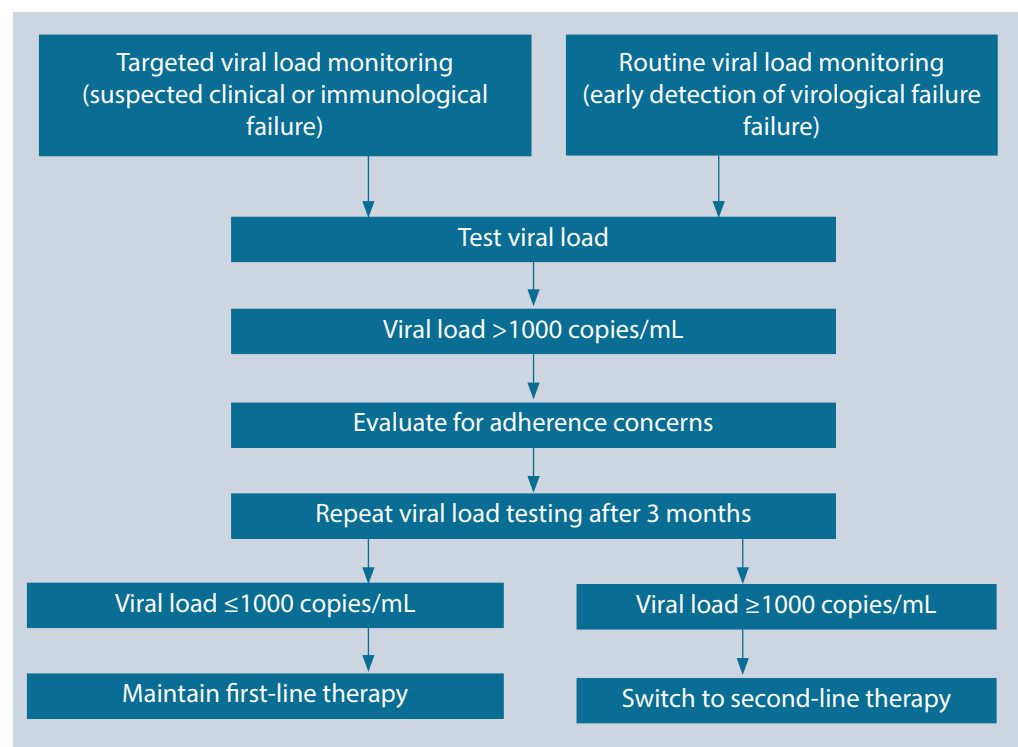 Targeted viral load monitoring
(suspected clinical or immunological
failure)
Routine viral load monitoring
(early detection of virological failure
failure)
Test viral load
Viral load >1000 copies/mL
Evaluate for adherence concerns
Repeat viral load testing after 3 months
Viral load ≤1000 copies/mL
Viral load ≥1000 copies/mL
Maintain first-line therapy
Switch to second-line therapy